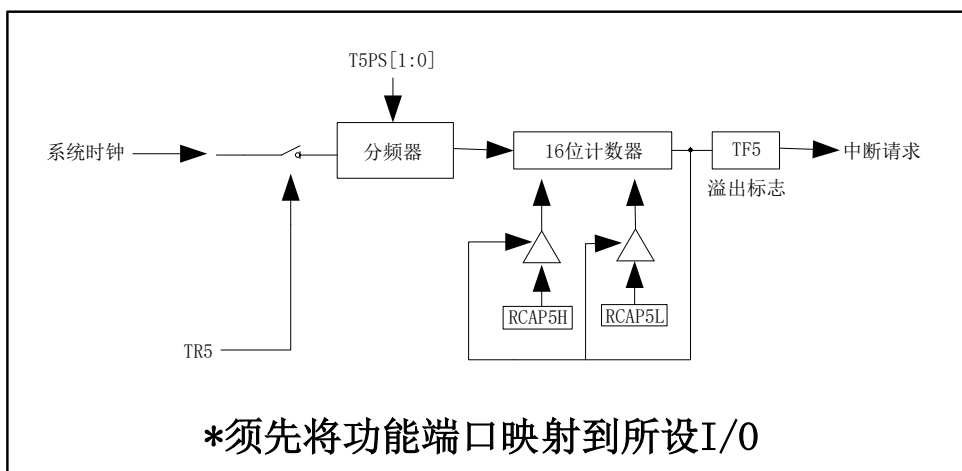 T5PS[1:0]
系统时钟
分频器
16位计数器
TF5
中断请求
溢出标志
RCAP5H
RCAP5L
TR5
*须先将功能端口映射到所设I/O